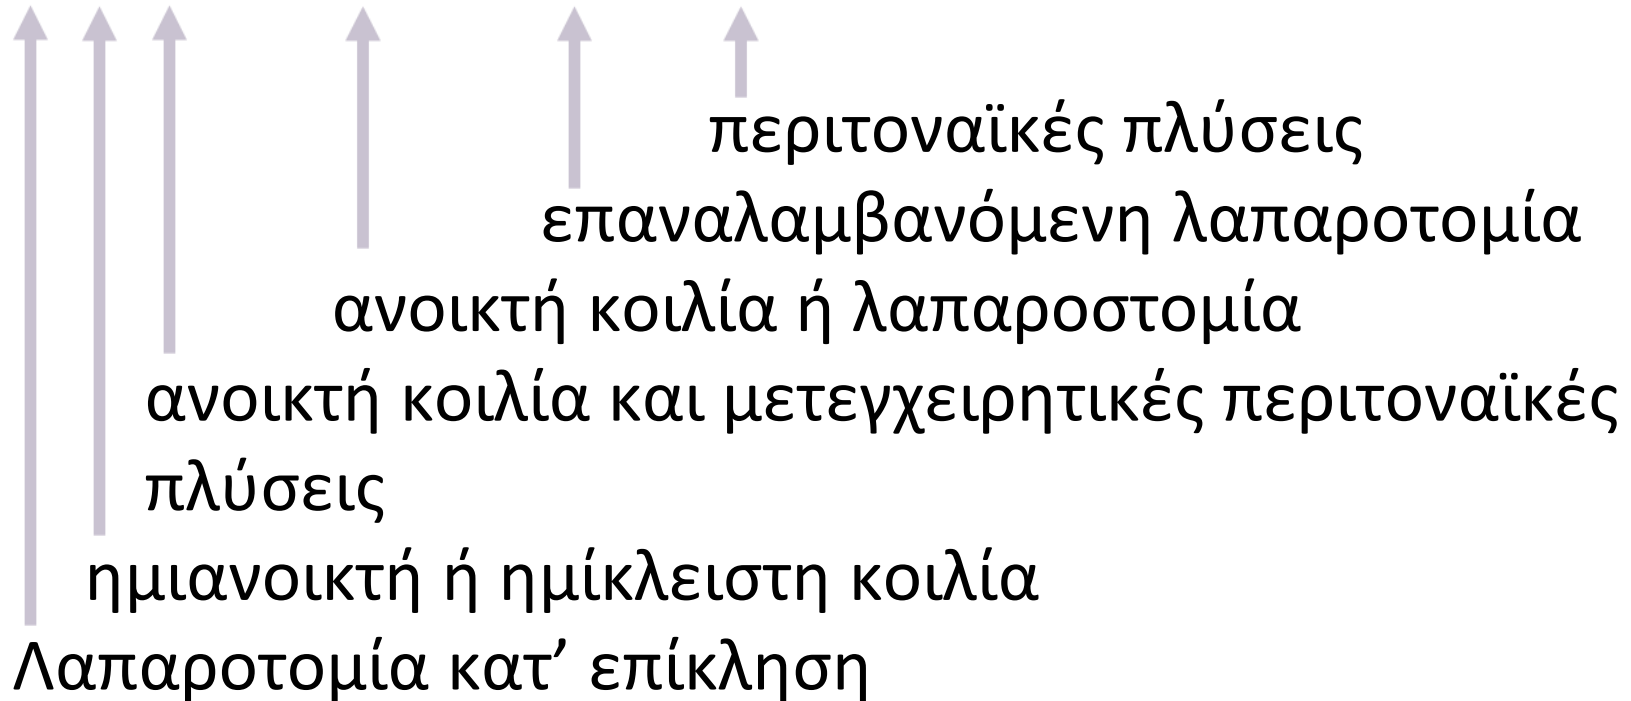 περιτοναϊκές πλύσεις
επαναλαμβανόμενη λαπαροτομία
ανοικτή κοιλία ή λαπαροστομία
ανοικτή κοιλία και μετεγχειρητικές περιτοναϊκές
πλύσεις
ημιανοικτή ή ημίκλειστη κοιλία
Λαπαροτομία κατ’ επίκληση